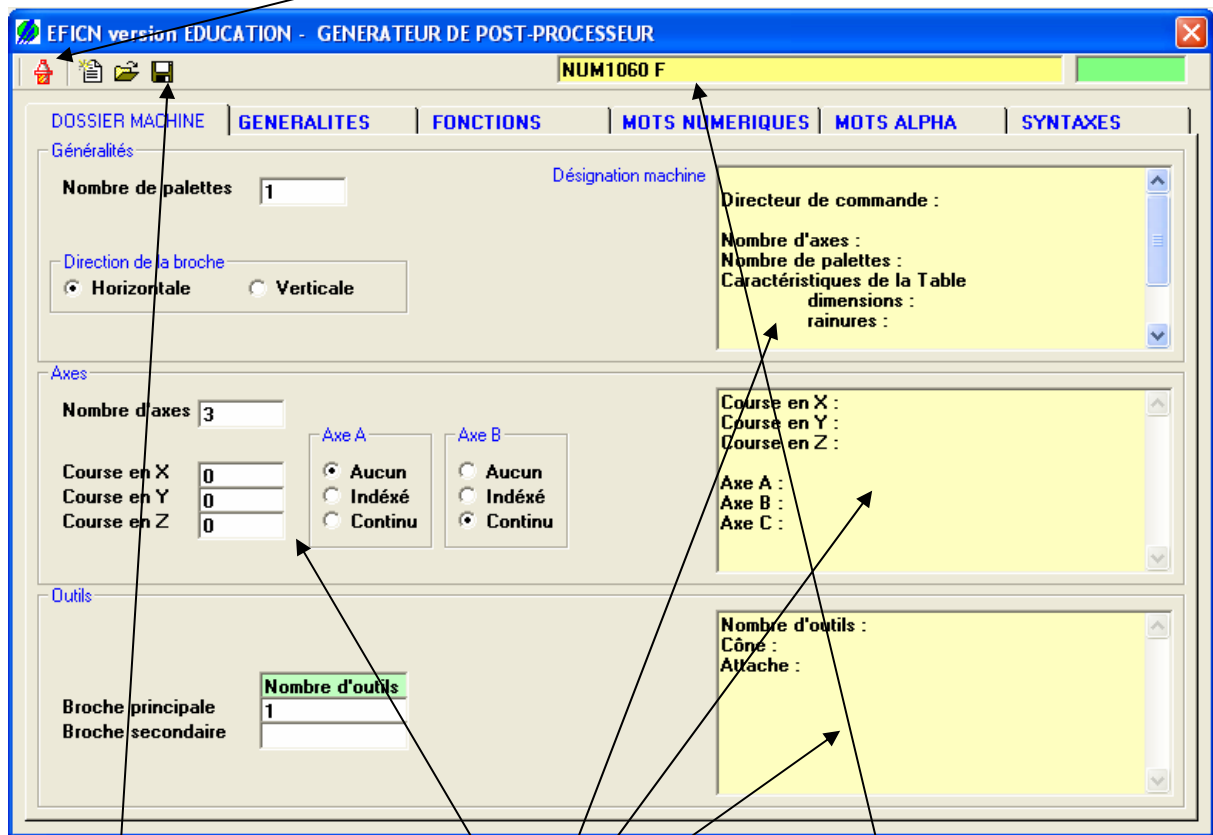 EFICN version EDUCATION - GENERATEUR DE POST-PROCESSEUR
NUM1060 F
DOSSIER MACHINE GENERALITES FONCTIONS MOTS NUMERIQUES MOTS ALPHA SYNTAXES
Généralités
Nombre de palettes 1
Désignation machine
Directeur de commande :
Nombre d'axes :
Nombre de palettes :
Caractéristiques de la Table
dimensions :
rainures :
Direction de la broche
Horizontale Verticale
Axes
Nombre d'axes 3
Course en X 0
Course en Y 0
Course en Z 0
Axe A
Aucun
Indéxé
Continu
Axe B
Aucun
Indéxé
Continu
Course en X :
Course en Y :
Course en Z :
Axe A :
Axe B :
Axe C :
Outils
Nombre d'outils
Broche principale 1
Broche secondaire
Nombre d'outils :
Cône :
Attache :